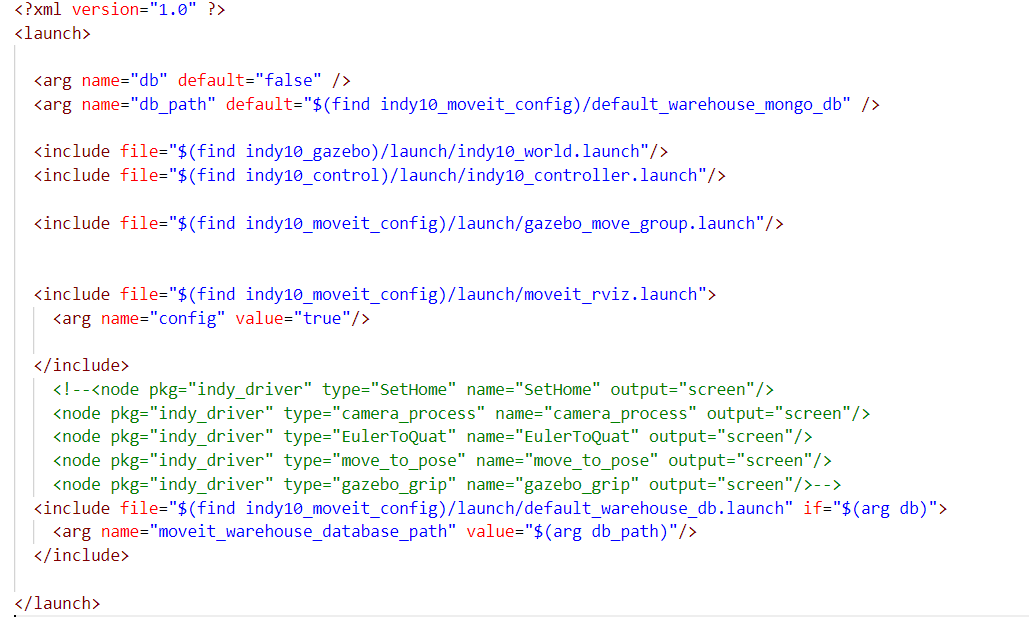 <?xml version="1.0" ?>
<launch>
<arg name="db" default="false" />
<arg name="db_path" default="$(find indy10_moveit_config)/default_warehouse_mongo_db" />
<include file="$(find indy10_gazebo)/launch/indy10_world.launch"/>
<include file="$(find indy10_control)/launch/indy10_controller.launch"/>
<include file="$(find indy10_moveit_config)/launch/gazebo_move_group.launch"/>
<include file="$(find indy10_moveit_config)/launch/moveit_rviz.launch">
<arg name="config" value="true"/>
</include>
<!--<node pkg="indy_driver" type="SetHome" name="SetHome" output="screen"/>
<node pkg="indy_driver" type="camera_process" name="camera_process" output="screen"/>
<node pkg="indy_driver" type="EulerToQuat" name="EulerToQuat" output="screen"/>
<node pkg="indy_driver" type="move_to_pose" name="move_to_pose" output="screen"/>
<node pkg="indy_driver" type="gazebo_grip" name="gazebo_grip" output="screen"/>-->
<include file="$(find indy10_moveit_config)/launch/default_warehouse_db.launch" if="$(arg db)">
<arg name="moveit_warehouse_database_path" value="$(arg db_path)"/>
</include>
</launch>